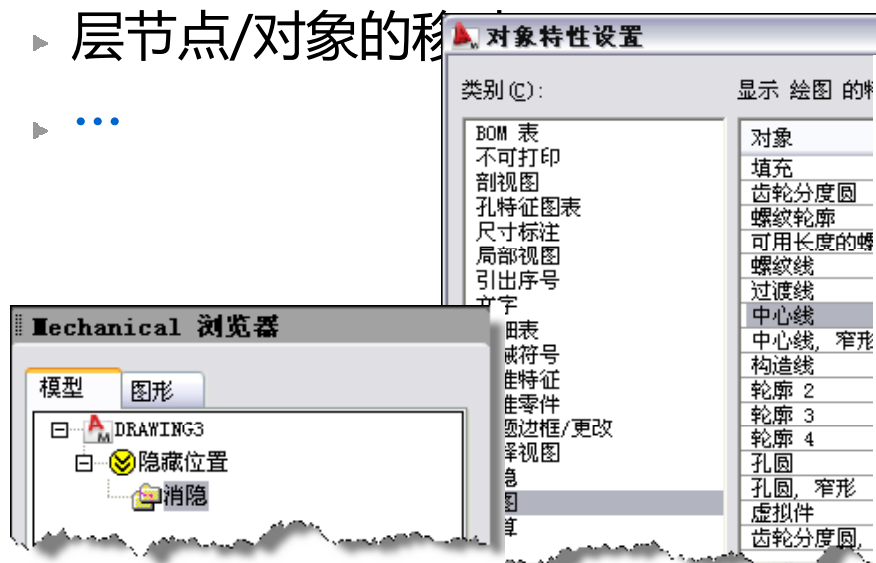 层节点/对象的移
...
对象特性设置
类别(C):
显示 绘图 的特
BOM 表
不可打印
剖视图
孔特征图表
尺寸标注
局部视图
引出序号
文字
细表
械符号
准特征
准零件
题边框/更改
择视图
隐
图
算
对象
填充
齿轮分度圆
螺纹轮廓
可用长度的螺
螺纹线
过渡线
中心线
中心线, 窄形
构造线
轮廓 2
轮廓 3
轮廓 4
孔圆
孔圆, 窄形
虚拟件
齿轮分度圆,
Mechanical 浏览器
模型
图形
DRAWING3
隐藏位置
消隐